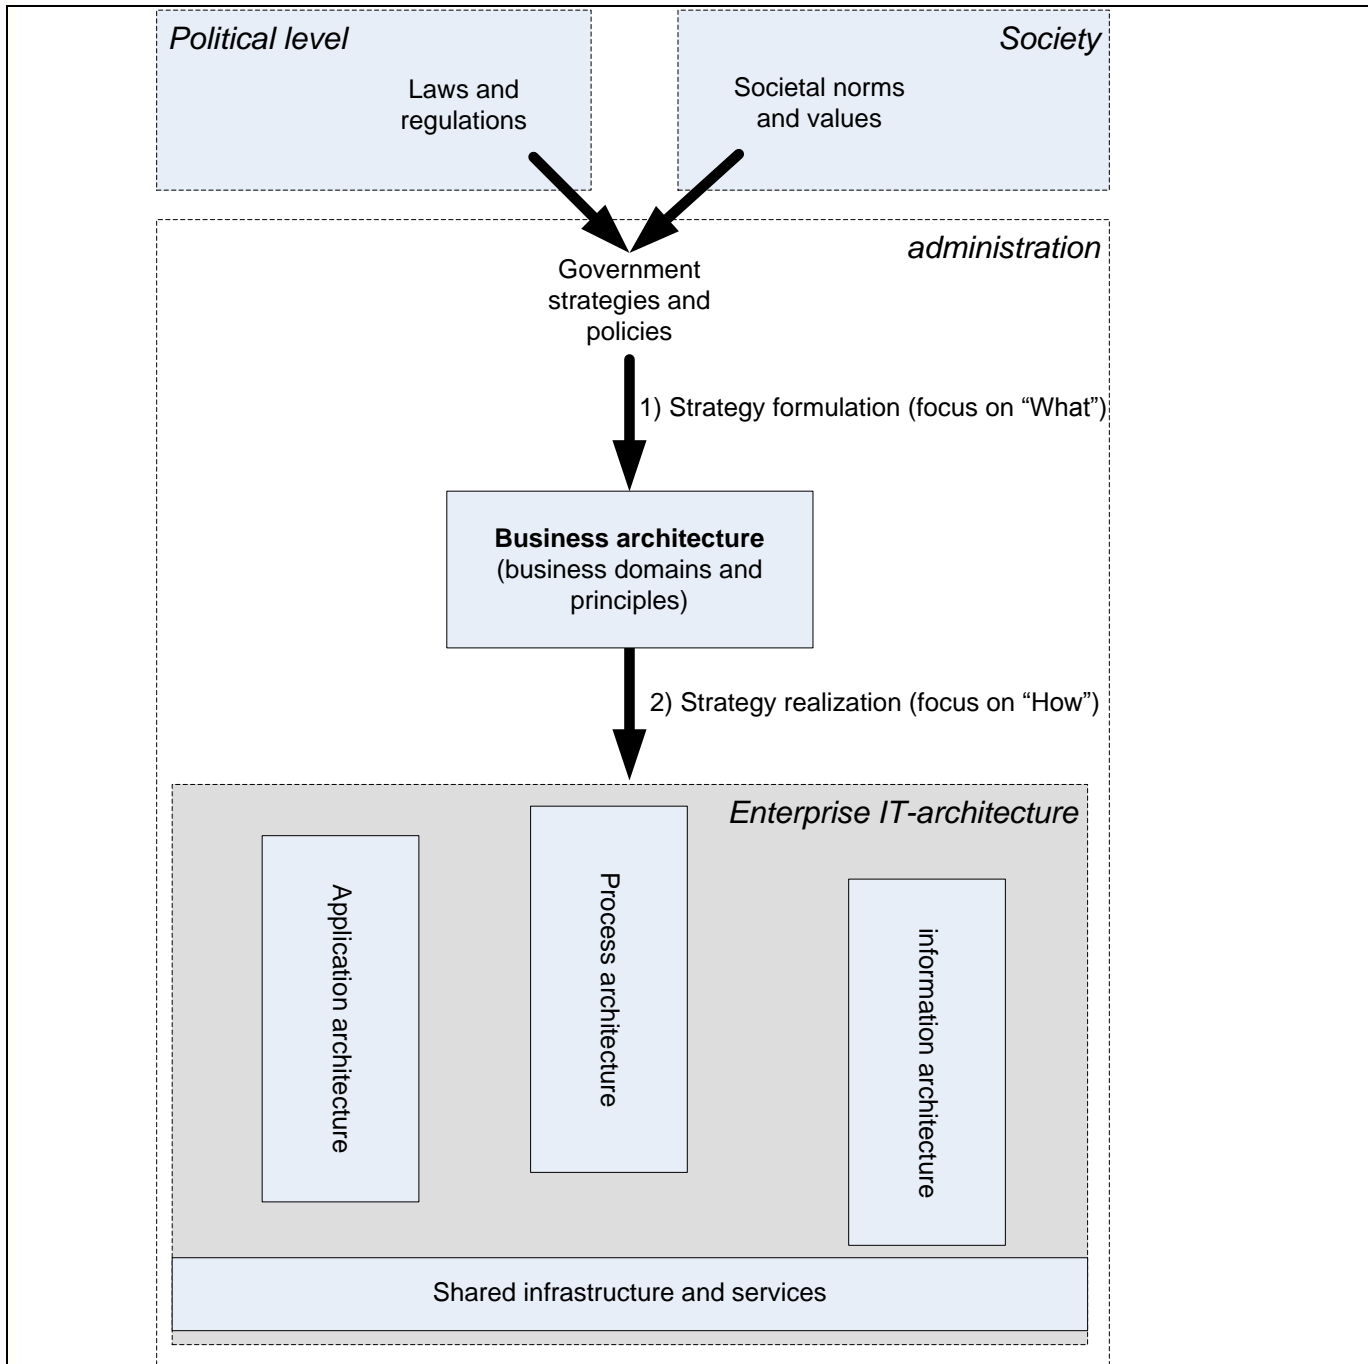 Political level
Society
Laws and
regulations
Societal norms
and values
administration
Government
strategies and
policies
1) Strategy formulation (focus on “What”)
Business architecture
(business domains and
principles)
2) Strategy realization (focus on “How”)
Enterprise IT-architecture
Application architecture
Process architecture
information architecture
Shared infrastructure and services